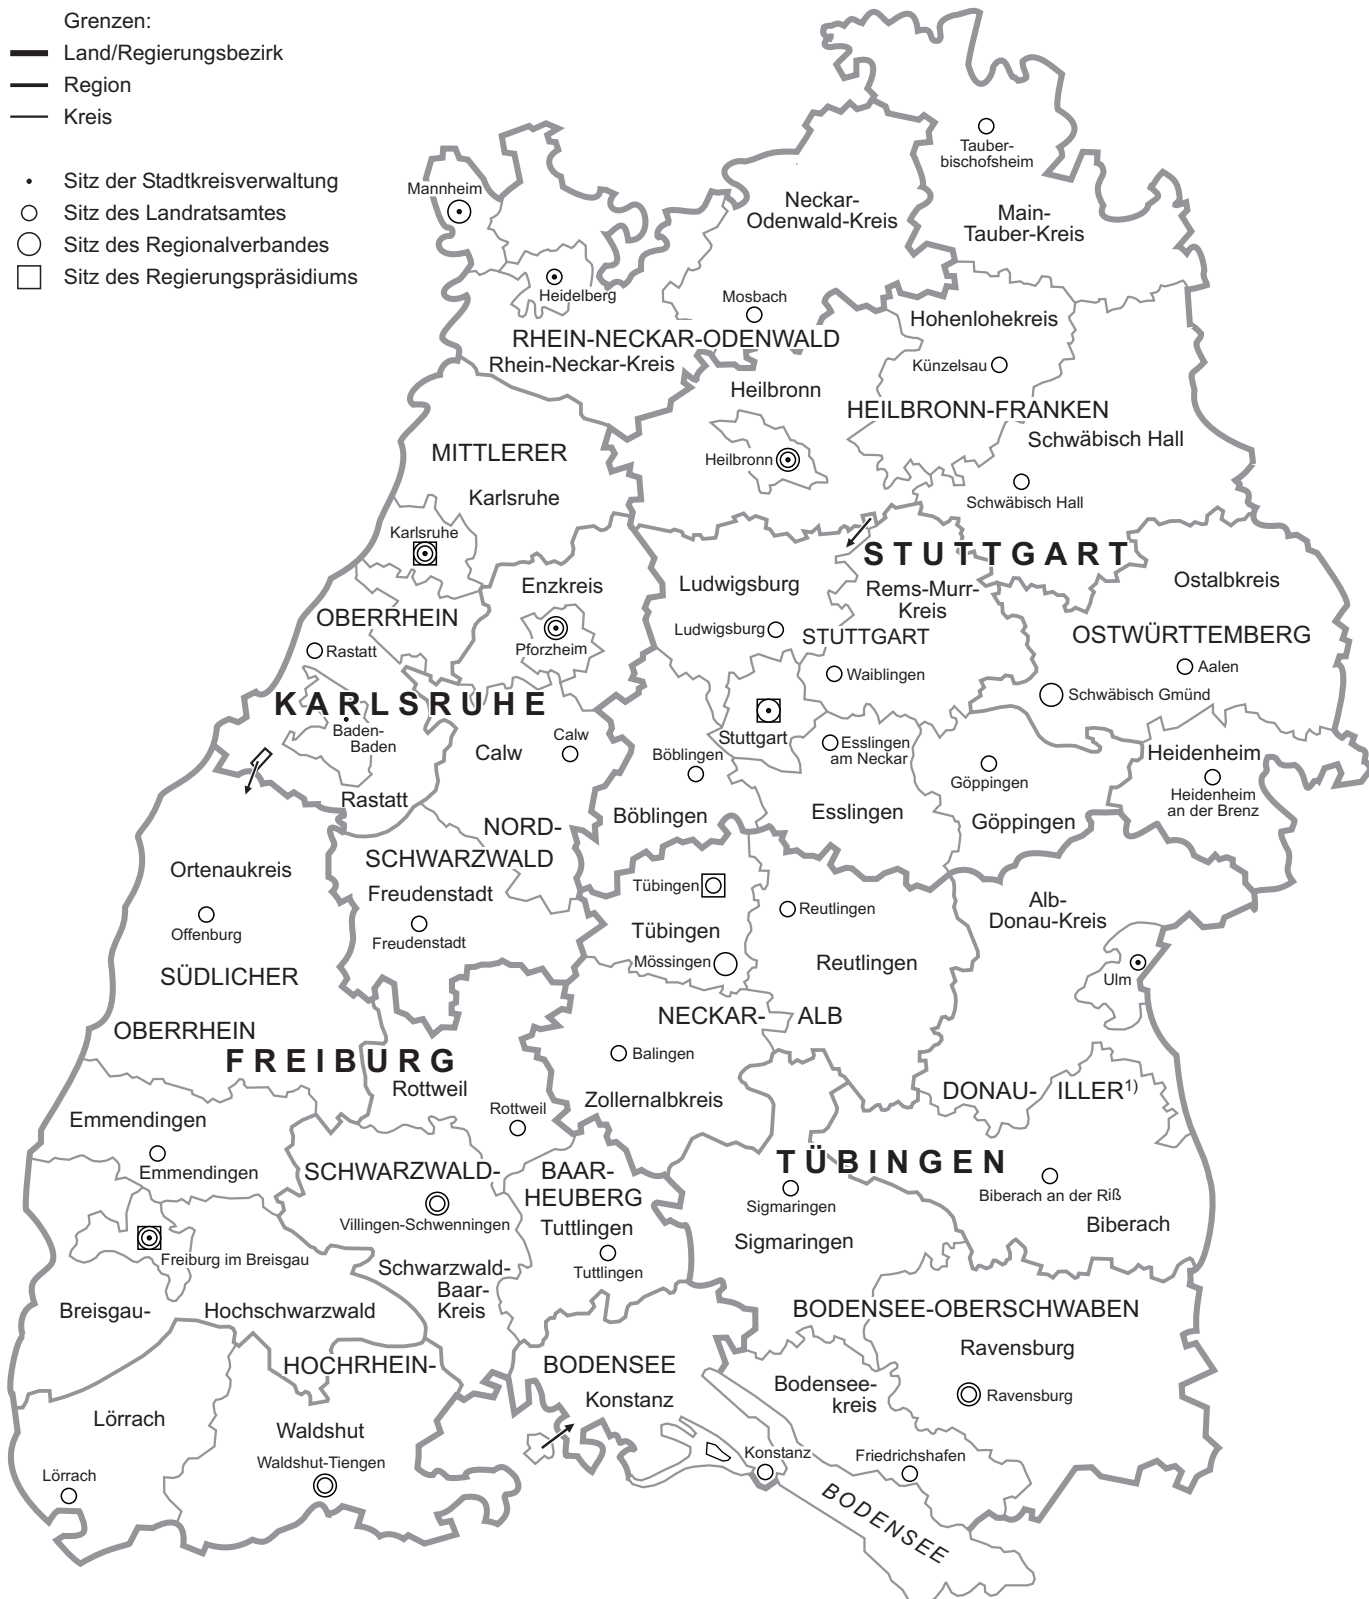 Grenzen:
Land/Regierungsbezirk
Region
Kreis
Sitz der Stadtkreisverwaltung
Sitz des Landratsamtes
Sitz des Regionalverbandes
Sitz des Regierungspräsidiums
Tauber-
bischofsheim
Main-
Tauber-Kreis
Neckar-
Odenwald-Kreis
Mannheim
Heidelberg
Mosbach
RHEIN-NECKAR-ODENWALD
Rhein-Neckar-Kreis
Hohenlohekreis
Künzelsau
Heilbronn
HEILBRONN-FRANKEN
Schwäbisch Hall
Heilbronn
Schwäbisch Hall
MITTLERER
Karlsruhe
Karlsruhe
STUTTGART
Enzkreis
Ludwigsburg
Rems-Murr-
Kreis
Ostalbkreis
OBERRHEIN
Ludwigsburg
STUTTGART
OSTWÜRTTEMBERG
Rastatt
Pforzheim
Waiblingen
Aalen
Schwäbisch Gmünd
KARLSRUHE
Baden-
Baden
Calw
Calw
Stuttgart
Böblingen
Esslingen
am Neckar
Göppingen
Heidenheim
Heidenheim
an der Brenz
Rastatt
NORD-
Böblingen
Esslingen
Göppingen
Ortenaukreis
SCHWARZWALD
Freudenstadt
Tübingen
Reutlingen
Alb-
Donau-Kreis
Offenburg
Freudenstadt
Tübingen
Mössingen
Reutlingen
Ulm
SÜDLICHER
OBERRHEIN
NECKAR-
ALB
FREIBURG
Rottweil
Balingen
Zollernalbkreis
DONAU-
ILLER1)
Emmendingen
Rottweil
Emmendingen
SCHWARZWALD-
BAAR-
HEUBERG
TÜBINGEN
Sigmaringen
Biberach an der Riß
Villingen-Schwenningen
Tuttlingen
Sigmaringen
Biberach
Freiburg im Breisgau
Tuttlingen
Schwarzwald-
Baar-
Kreis
Breisgau-
Hochschwarzwald
BODENSEE-OBERSCHWABEN
Ravensburg
HOCHRHEIN-
BODENSEE
Konstanz
Bodensee-
kreis
Ravensburg
Lörrach
Waldshut
Waldshut-Tiengen
Konstanz
Friedrichshafen
Lörrach
BODENSEE